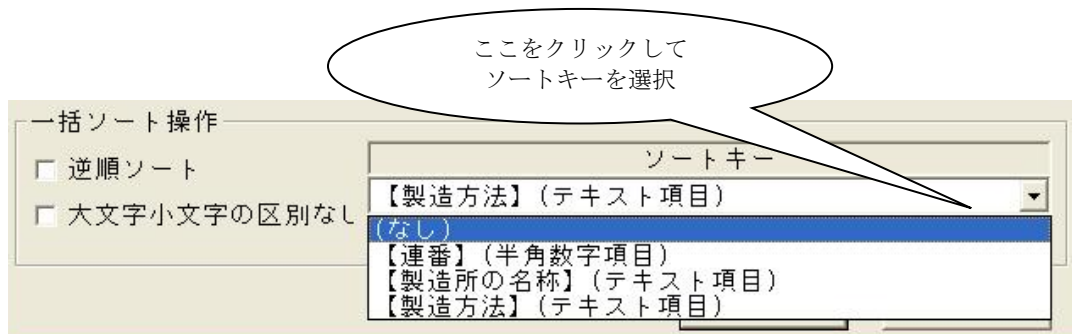 ここをクリックして
ソートキーを選択
一括ソート操作
逆順ソート
大文字小文字の区別なし
ソートキー
【製造方法】(テキスト項目)
(なし)
【連番】(半角数字項目)
【製造所の名称】(テキスト項目)
【製造方法】(テキスト項目)